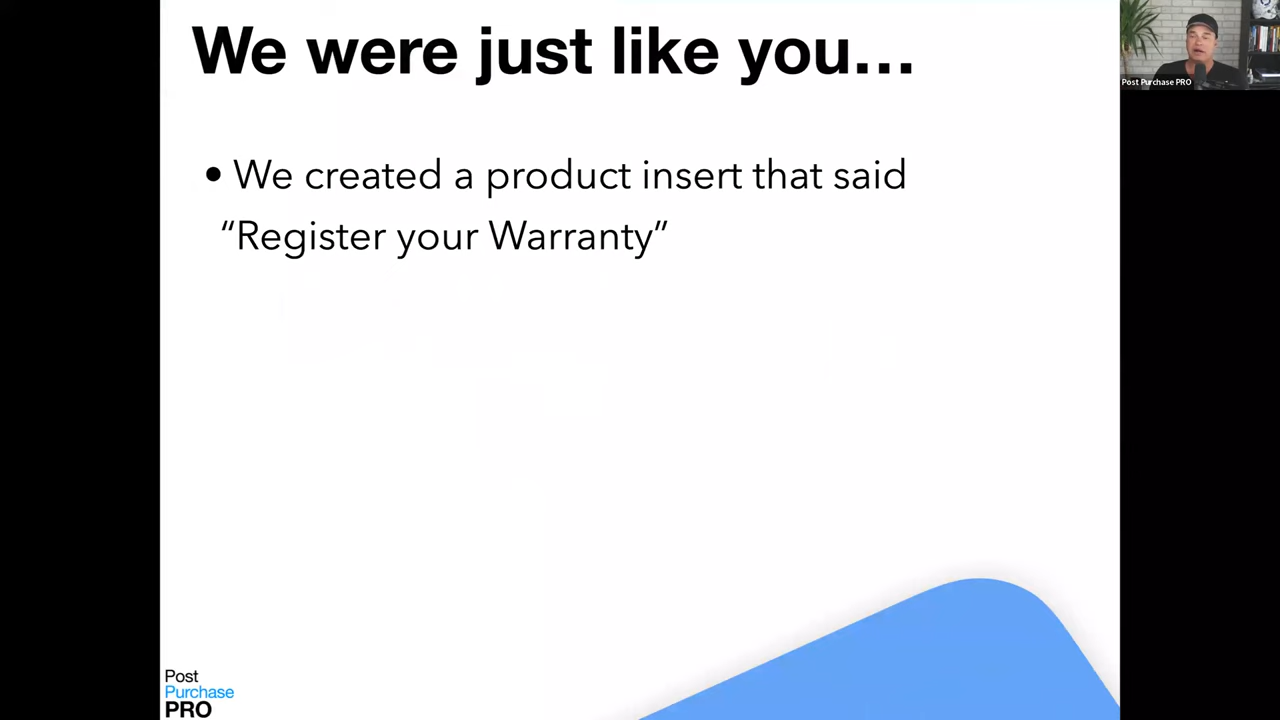 We were just like you…
• We created a product insert that said
“Register your Warranty”
Post Purchase PRO
Post
Purchase
PRO